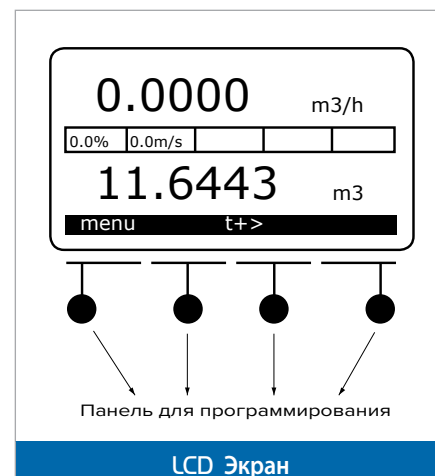 0.0000 m3/h
0.0% 0.0m/s
11.6443 m3
menu t+>
Панель для программирования
LCD Экран